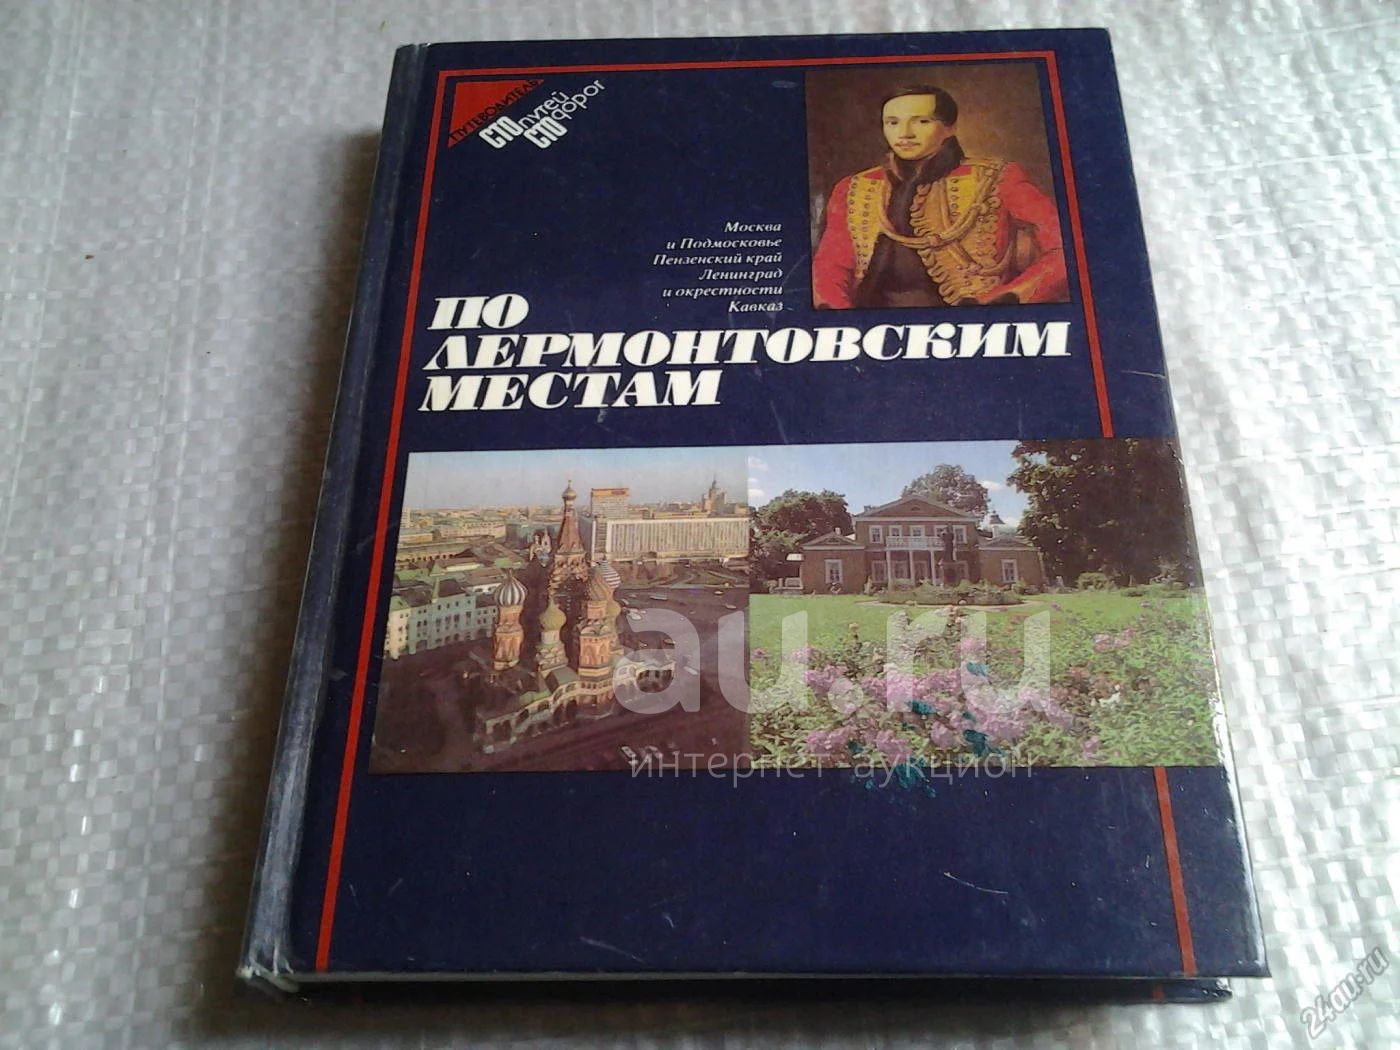 ПУТЕВОДИТЕЛЬ
СТО путей
СТО дорог
Москва
и Подмосковье
Пензенский край
Ленинград
и окрестности
Кавказ
ПО
ЛЕРМОНТОВСКИМ
МЕСТАМ
au.ru
интернет аукцион
24au.ru